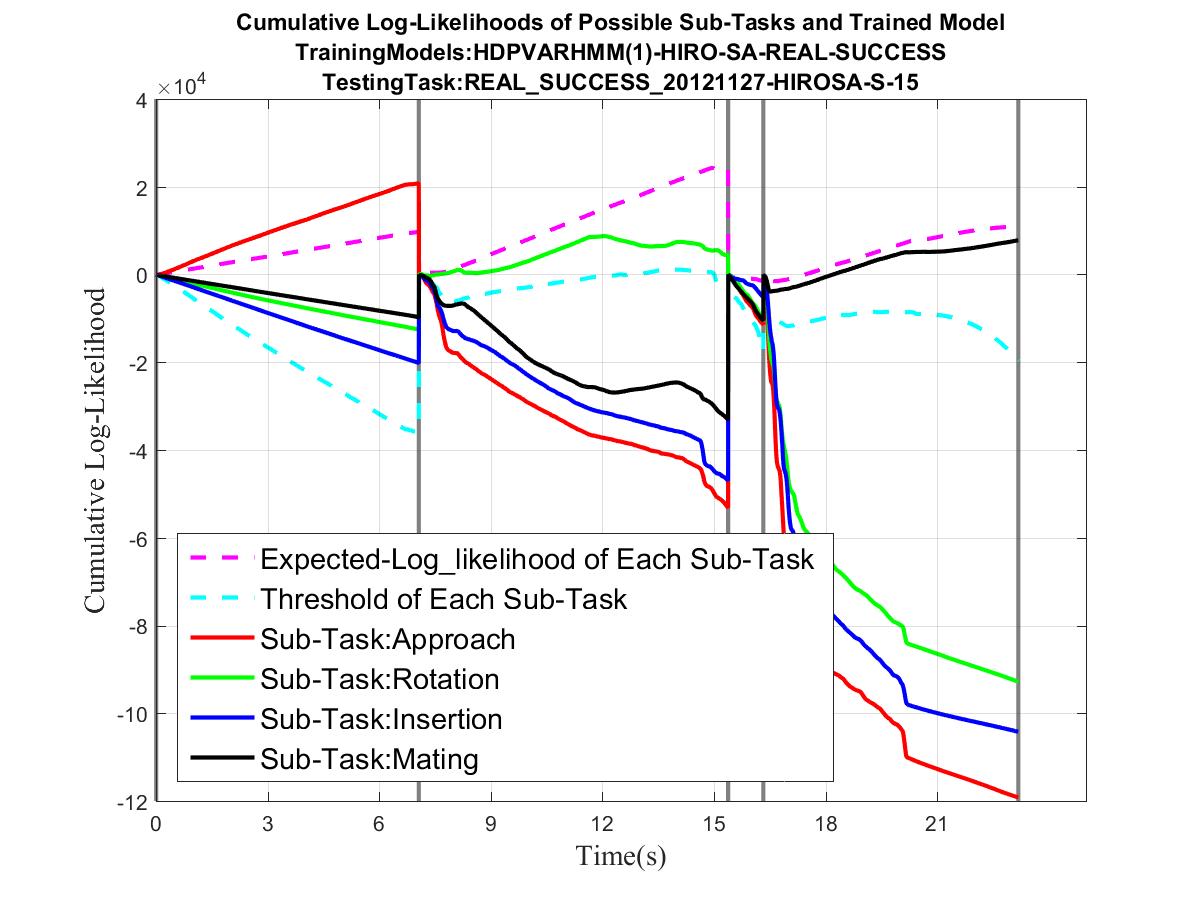 Cumulative Log-Likelihoods of Possible Sub-Tasks and Trained Model
TrainingModels:HDPVARHMM(1)-HIRO-SA-REAL-SUCCESS
TestingTask:REAL_SUCCESS_20121127-HIROSA-S-15
×10⁴
4
2
0
-2
-4
-6
-8
-10
-12
Cumulative Log-Likelihood
Expected-Log_likelihood of Each Sub-Task
Threshold of Each Sub-Task
Sub-Task:Approach
Sub-Task:Rotation
Sub-Task:Insertion
Sub-Task:Mating
0 3 6 9 12 15 18 21
Time(s)